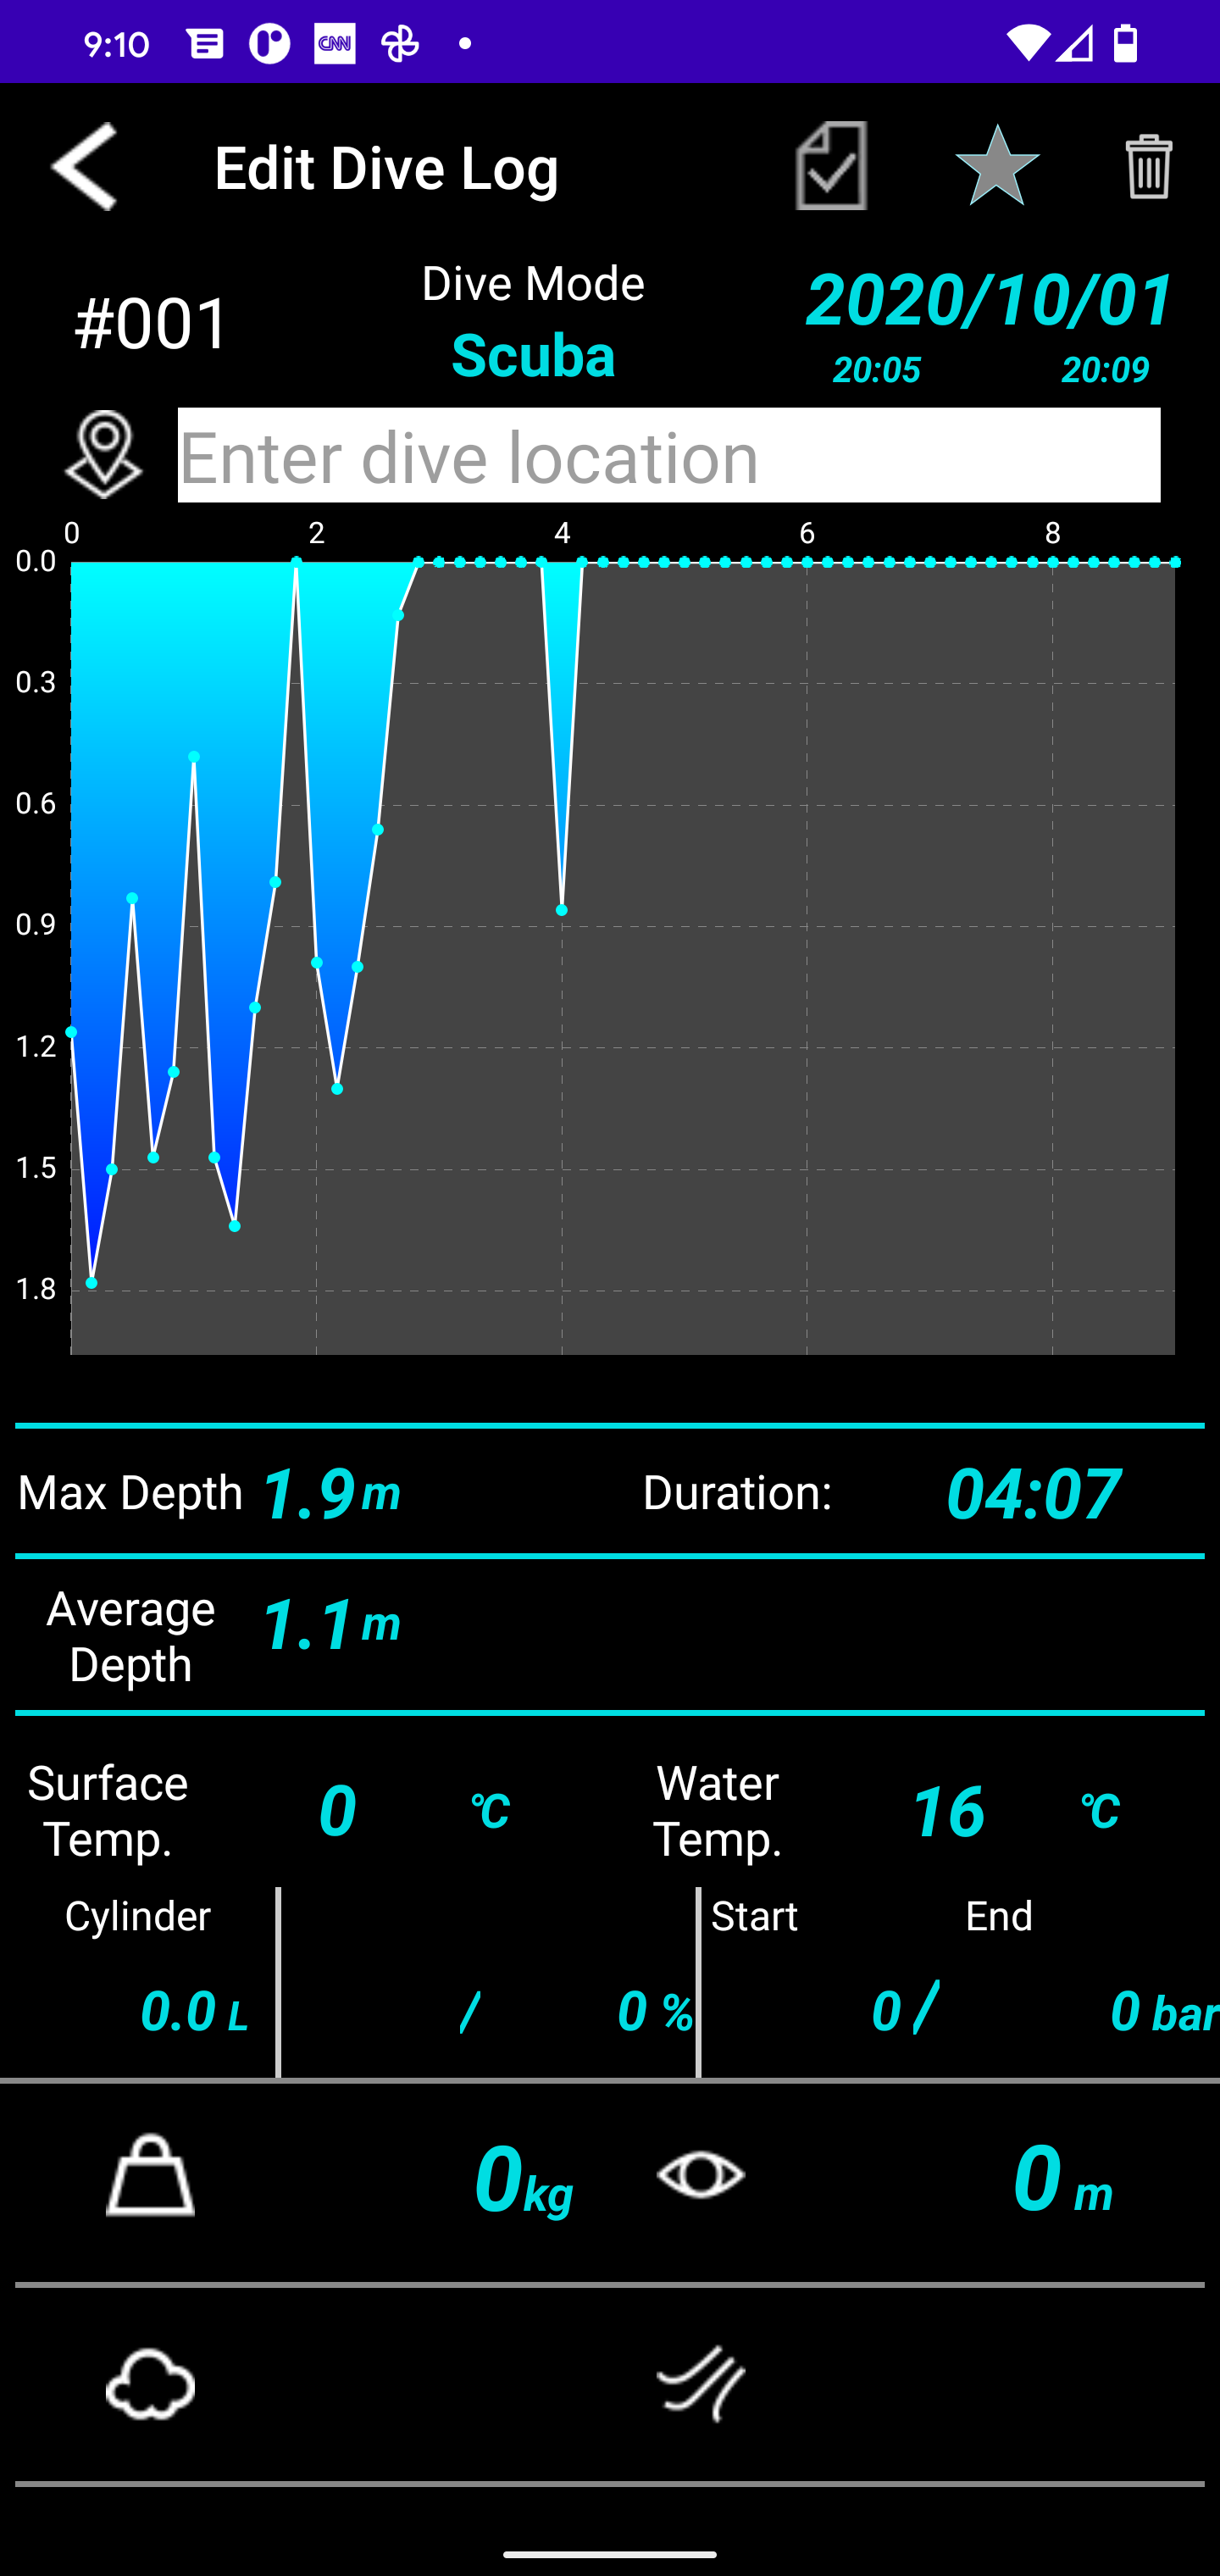 9:10 CNN
Edit Dive Log
#001
Dive Mode
Scuba
2020/10/01
20:05 20:09
Enter dive location
0 2 4 6 8
0.0
0.3
0.6
0.9
1.2
1.5
1.8
Max Depth 1.9 m Duration: 04:07
Average
Depth
1.1 m
Surface
Temp.
0 °C
Water
Temp.
16 °C
Cylinder Start End
0.0 L / 0 % 0 / 0 bar
0 kg 0 m